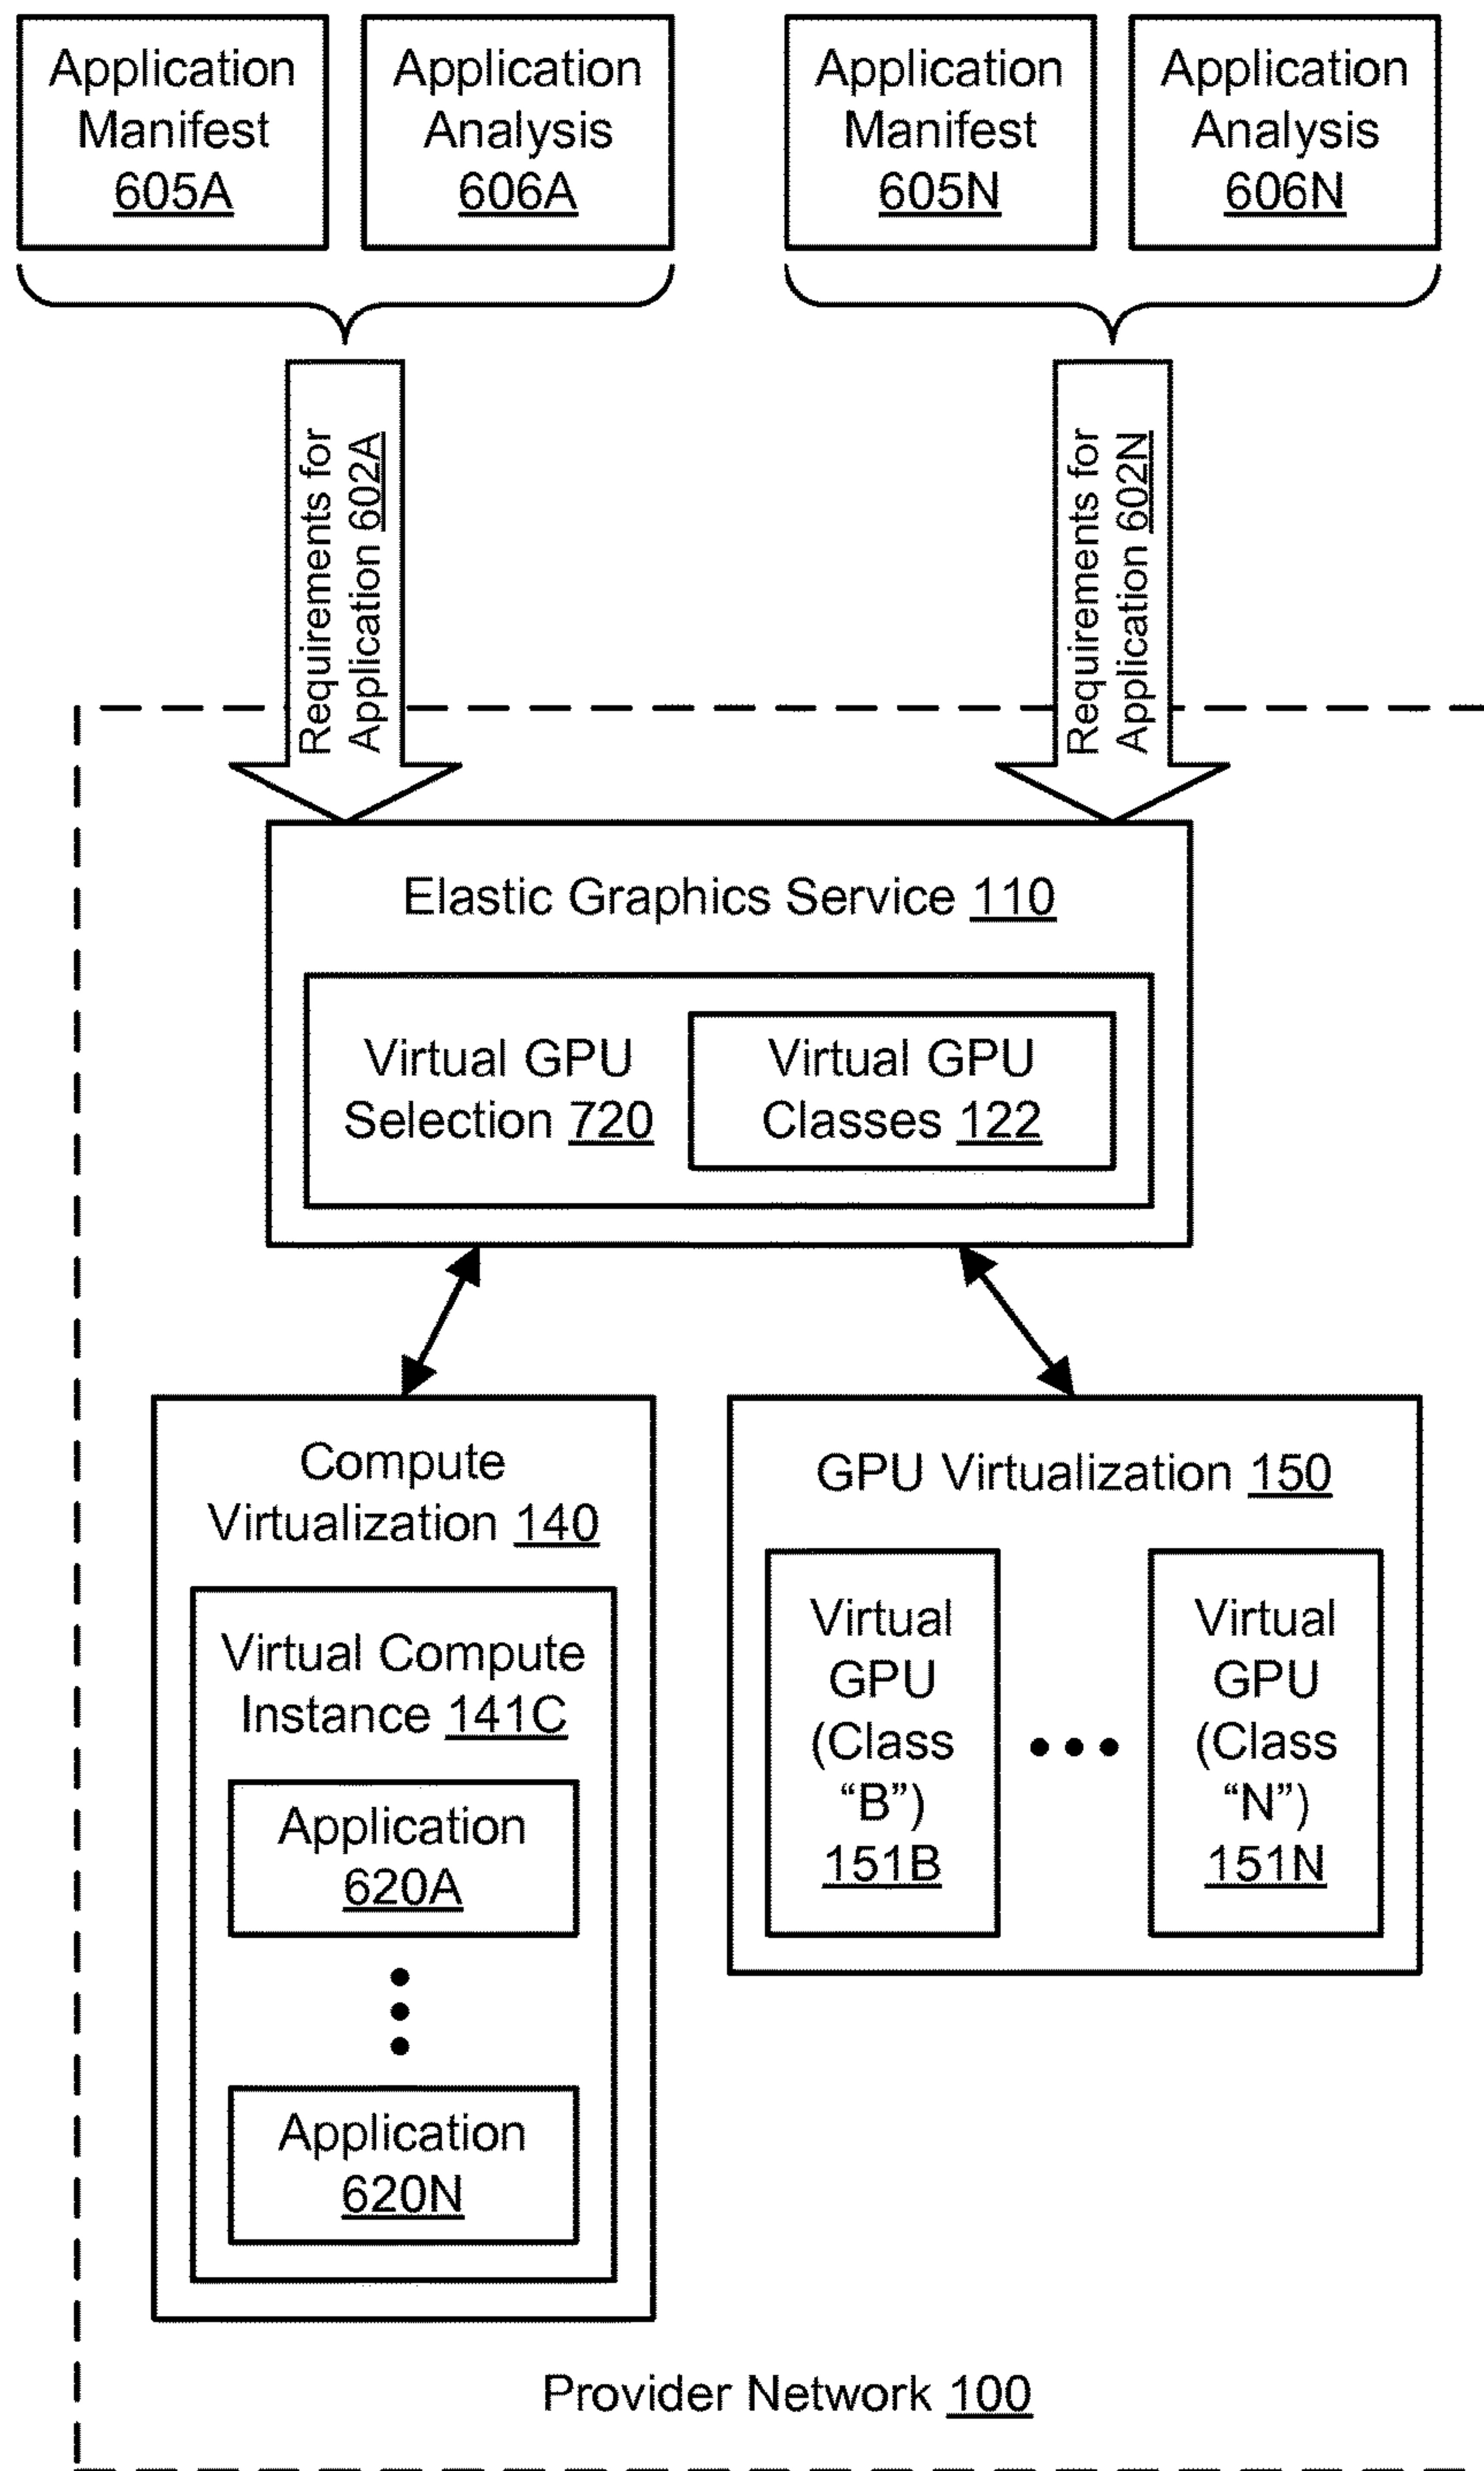 Application
Manifest
605A
Application
Analysis
606A
Application
Manifest
605N
Application
Analysis
606N
Requirements for
Application 602A
Requirements for
Application 602N
Elastic Graphics Service 110
Virtual GPU
Selection 720
Virtual GPU
Classes 122
Compute
Virtualization 140
Virtual Compute
Instance 141C
Application
620A
Application
620N
GPU Virtualization 150
Virtual
GPU
(Class
“B”)
151B
Virtual
GPU
(Class
“N”)
151N
Provider Network 100